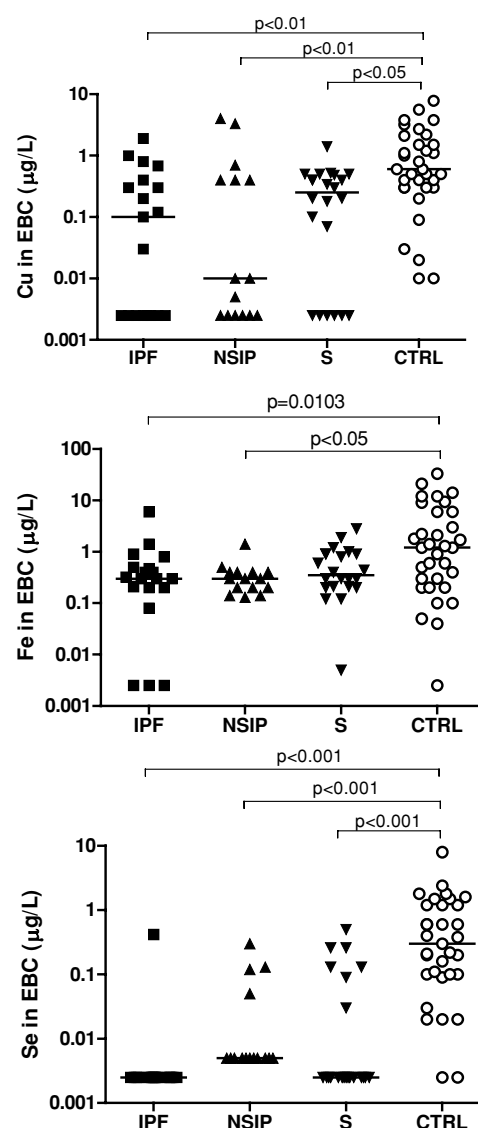 p<0.01
p<0.01
p<0.05
10
1
0.1
0.01
0.001
Cu in EBC (µg/L)
IPF NSIP S CTRL
p=0.0103
p<0.05
100
10
1
0.1
0.01
0.001
Fe in EBC (µg/L)
IPF NSIP S CTRL
p<0.001
p<0.001
p<0.001
10
1
0.1
0.01
0.001
Se in EBC (µg/L)
IPF NSIP S CTRL